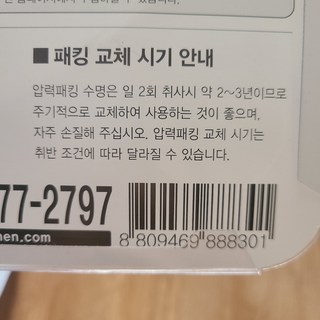 ■ 패킹 교체 시기 안내
압력패킹 수명은 일 2회 취사시 약 2~3년이므로
주기적으로 교체하여 사용하는 것이 좋으며,
자주 손질해 주십시오. 압력패킹 교체 시기는
취반 조건에 따라 달라질 수 있습니다.
77-2797
nen.com
8 809469 888301